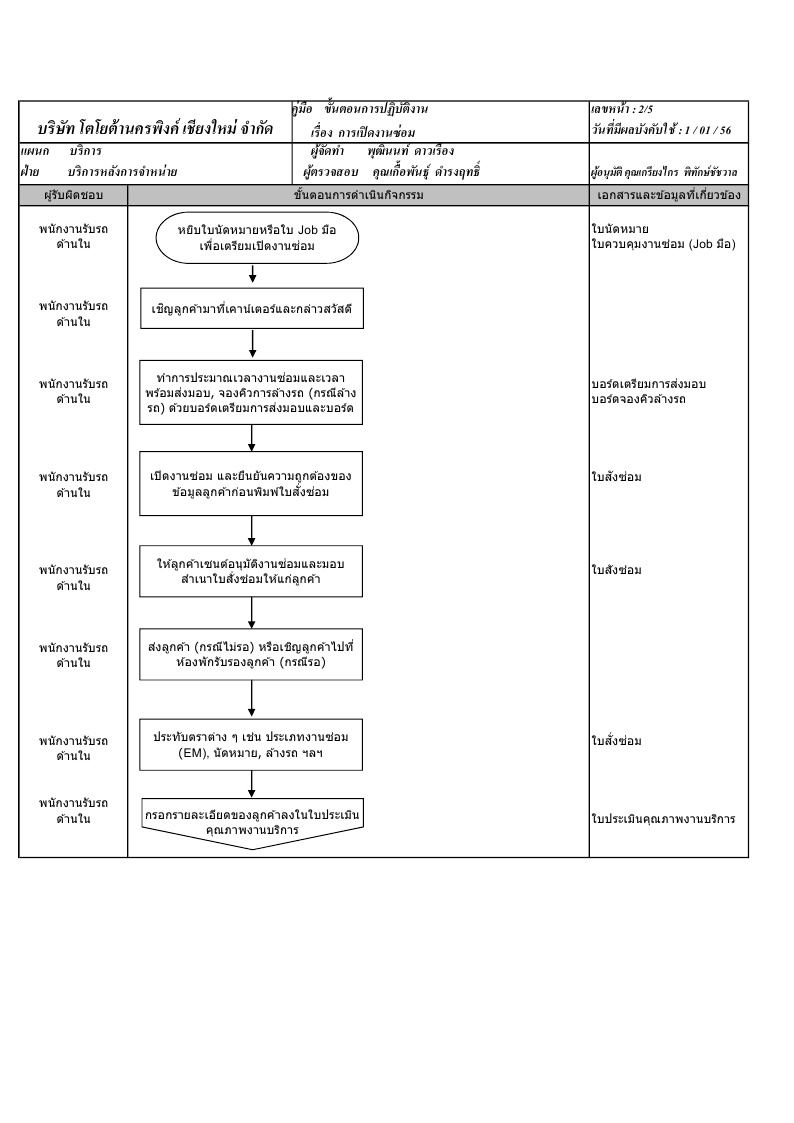 บริษัท โตโยต้านครพิงค์ เชียงใหม่ จำกัด
คู่มือ ขั้นตอนการปฏิบัติงาน
เรื่อง การเปิดงานซ่อม
เลขหน้า : 2/5
วันที่มีผลบังคับใช้ : 1 / 01 / 56
แผนก บริการ
ฝ่าย บริการหลังการจำหน่าย
ผู้จัดทำ พุฒินนท์ ดาวเรือง
ผู้ตรวจสอบ คุณเกื้อพันธุ์ ดำรงฤทธิ์
ผู้อนุมัติ คุณเกรียงไกร พิทักษ์ชัชวาล
ผู้รับผิดชอบ
ขั้นตอนการดำเนินกิจกรรม
เอกสารและข้อมูลที่เกี่ยวข้อง
พนักงานรับรถ
ด้านใน
หยิบใบนัดหมายหรือใบ Job มือ
เพื่อเตรียมเปิดงานซ่อม
ใบนัดหมาย
ใบควบคุมงานซ่อม (Job มือ)
พนักงานรับรถ
ด้านใน
เชิญลูกค้ามาที่เคาน์เตอร์และกล่าวสวัสดี
พนักงานรับรถ
ด้านใน
ทำการประมาณเวลางานซ่อมและเวลา
พร้อมส่งมอบ, จองคิวการล้างรถ (กรณีล้าง
รถ) ด้วยบอร์ดเตรียมการส่งมอบและบอร์ด
บอร์ดเตรียมการส่งมอบ
บอร์ดจองคิวล้างรถ
พนักงานรับรถ
ด้านใน
เปิดงานซ่อม และยืนยันความถูกต้องของ
ข้อมูลลูกค้าก่อนพิมพ์ใบสั่งซ่อม
ใบสั่งซ่อม
พนักงานรับรถ
ด้านใน
ให้ลูกค้าเซนต์อนุมัติงานซ่อมและมอบ
สำเนาใบสั่งซ่อมให้แก่ลูกค้า
ใบสั่งซ่อม
พนักงานรับรถ
ด้านใน
ส่งลูกค้า (กรณีไม่รอ) หรือเชิญลูกค้าไปที่
ห้องพักรับรองลูกค้า (กรณีรอ)
พนักงานรับรถ
ด้านใน
ประทับตราต่าง ๆ เช่น ประเภทงานซ่อม
(EM), นัดหมาย, ล้างรถ ฯลฯ
ใบสั่งซ่อม
พนักงานรับรถ
ด้านใน
กรอกรายละเอียดของลูกค้าลงในใบประเมิน
คุณภาพงานบริการ
ใบประเมินคุณภาพงานบริการ